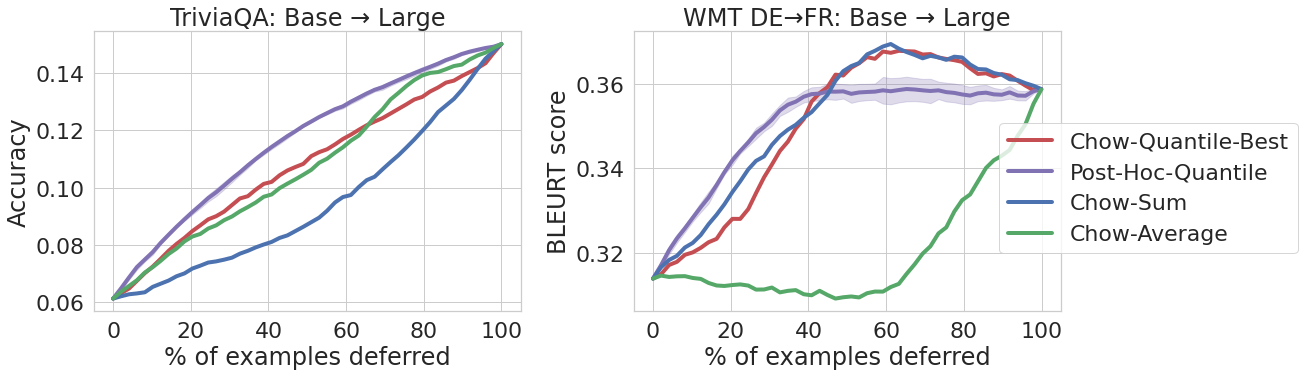 TriviaQA: Base → Large
Accuracy
0.14
0.12
0.10
0.08
0.06
0 20 40 60 80 100
% of examples deferred
WMT DE→FR: Base → Large
BLEURT score
0.36
0.34
0.32
0 20 40 60 80 100
% of examples deferred
Chow-Quantile-Best
Post-Hoc-Quantile
Chow-Sum
Chow-Average